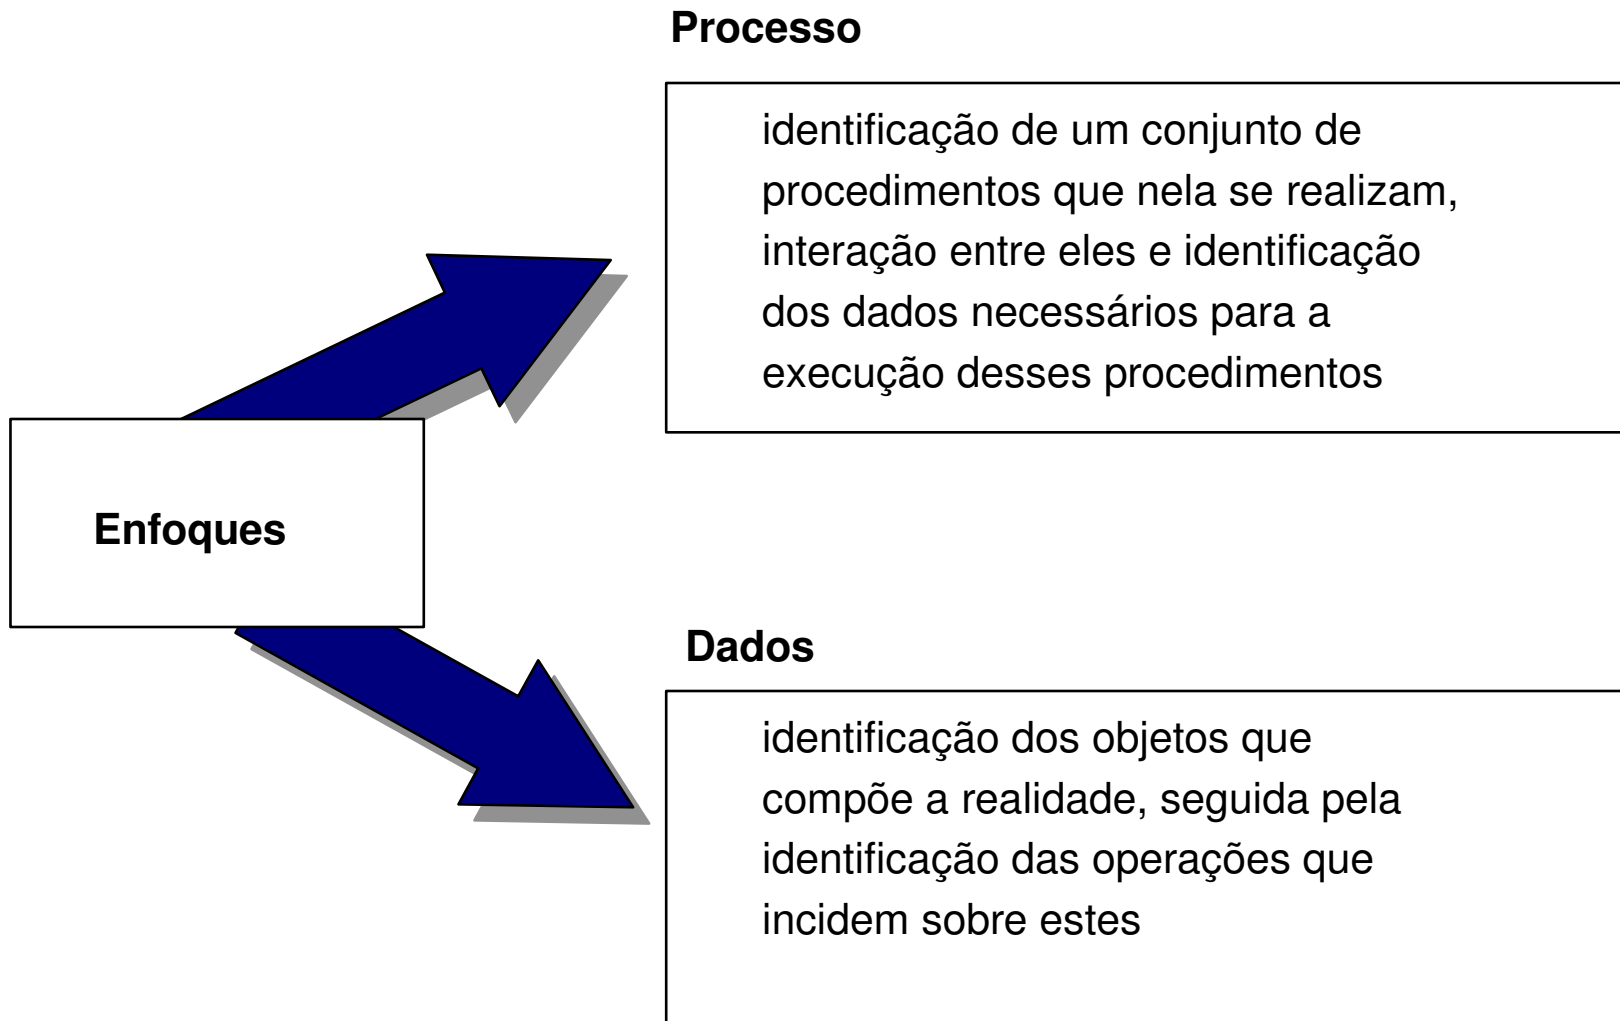 Processo
identificação de um conjunto de
procedimentos que nela se realizam,
interação entre eles e identificação
dos dados necessários para a
execução desses procedimentos
Enfoques
Dados
identificação dos objetos que
compõe a realidade, seguida pela
identificação das operações que
incidem sobre estes